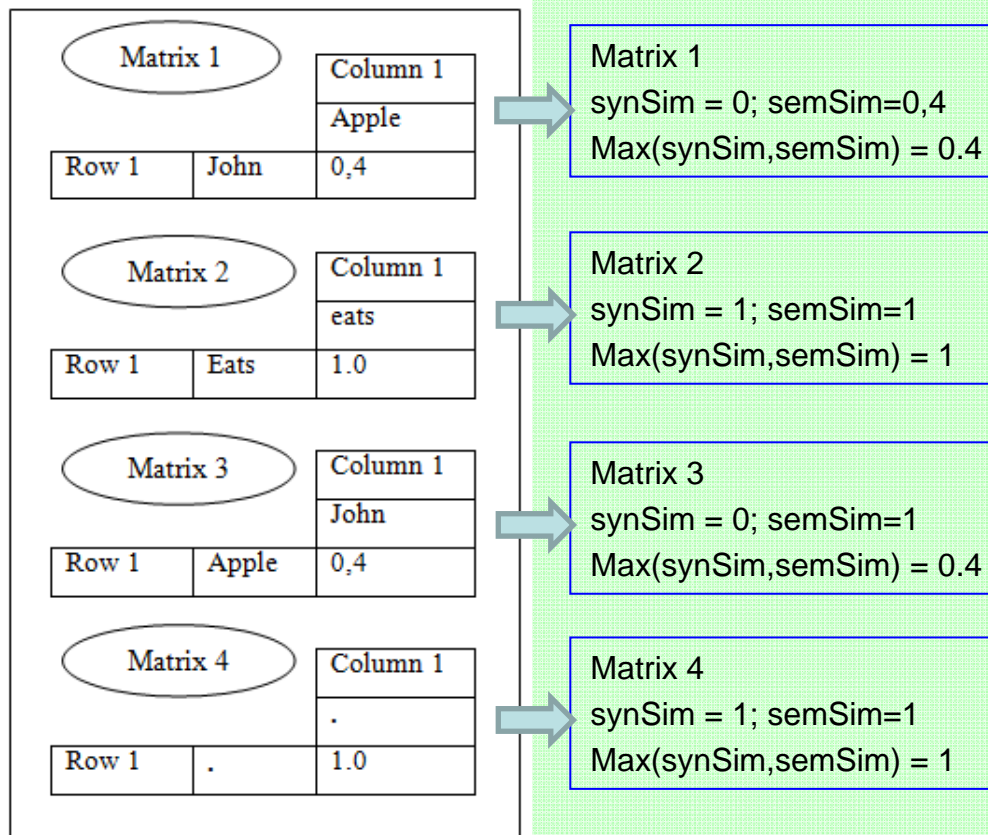 Matrix 1
Column 1
Apple
Row 1 John 0,4
Matrix 1
synSim = 0; semSim=0,4
Max(synSim,semSim) = 0.4
Matrix 2
Column 1
eats
Row 1 Eats 1.0
Matrix 2
synSim = 1; semSim=1
Max(synSim,semSim) = 1
Matrix 3
Column 1
John
Row 1 Apple 0,4
Matrix 3
synSim = 0; semSim=1
Max(synSim,semSim) = 0.4
Matrix 4
Column 1
.
Row 1 . 1.0
Matrix 4
synSim = 1; semSim=1
Max(synSim,semSim) = 1